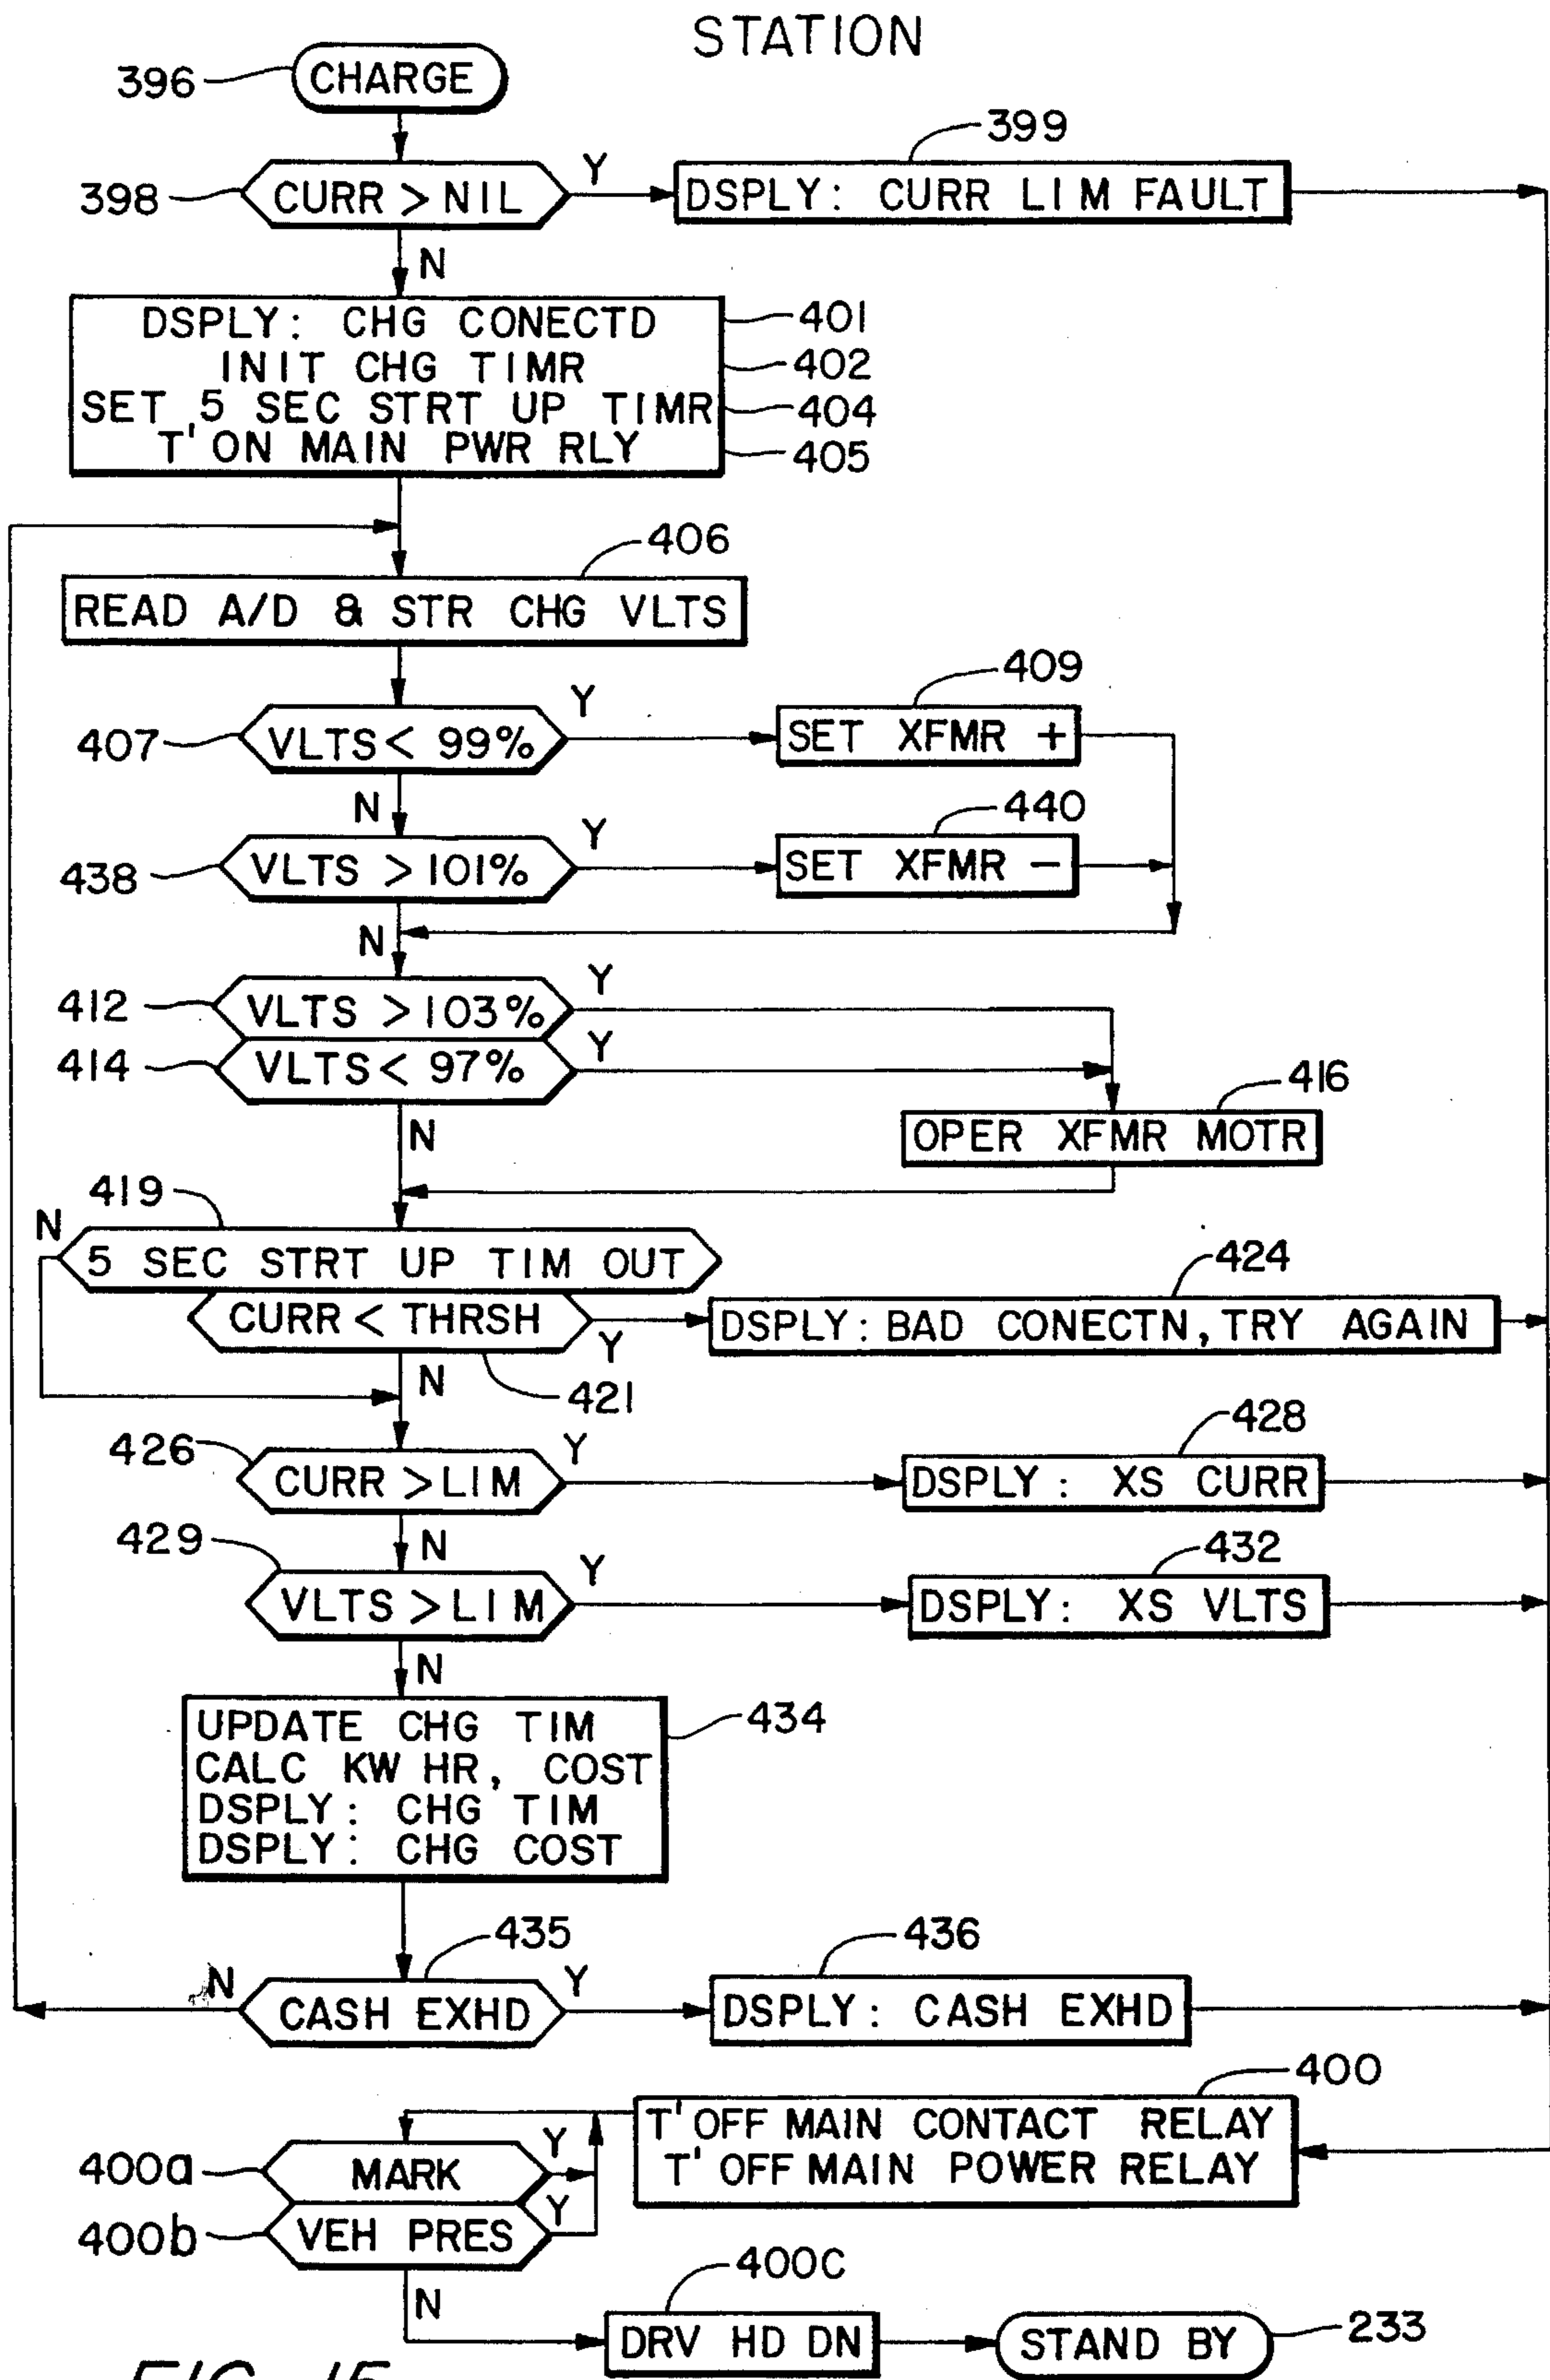 STATION
396 CHARGE
399
398 CURR > NIL Y DSPLY: CURR LIM FAULT
N
DSPLY: CHG CONECTD 401
INIT CHG TIMR 402
SET 5 SEC STRT UP TIMR 404
T'ON MAIN PWR RLY 405
406
READ A/D & STR CHG VLTS
409
407 VLTS < 99% Y SET XFMR +
N
440
438 VLTS > 101% Y SET XFMR −
N
412 VLTS > 103% Y
414 VLTS < 97% Y
416
N OPER XFMR MOTR
419
N 5 SEC STRT UP TIM OUT
424
CURR < THRSH Y DSPLY: BAD CONECTN, TRY AGAIN
N 421
428
426 CURR > LIM Y DSPLY: XS CURR
N
429 432
VLTS > LIM Y DSPLY: XS VLTS
N
UPDATE CHG TIM 434
CALC KW HR, COST
DSPLY: CHG TIM
DSPLY: CHG COST
435 436
N CASH EXHD Y DSPLY: CASH EXHD
400
T'OFF MAIN CONTACT RELAY
T'OFF MAIN POWER RELAY
400a MARK Y
400b VEH PRES Y
N 400C
DRV HD DN STAND BY 233
FIG. 15